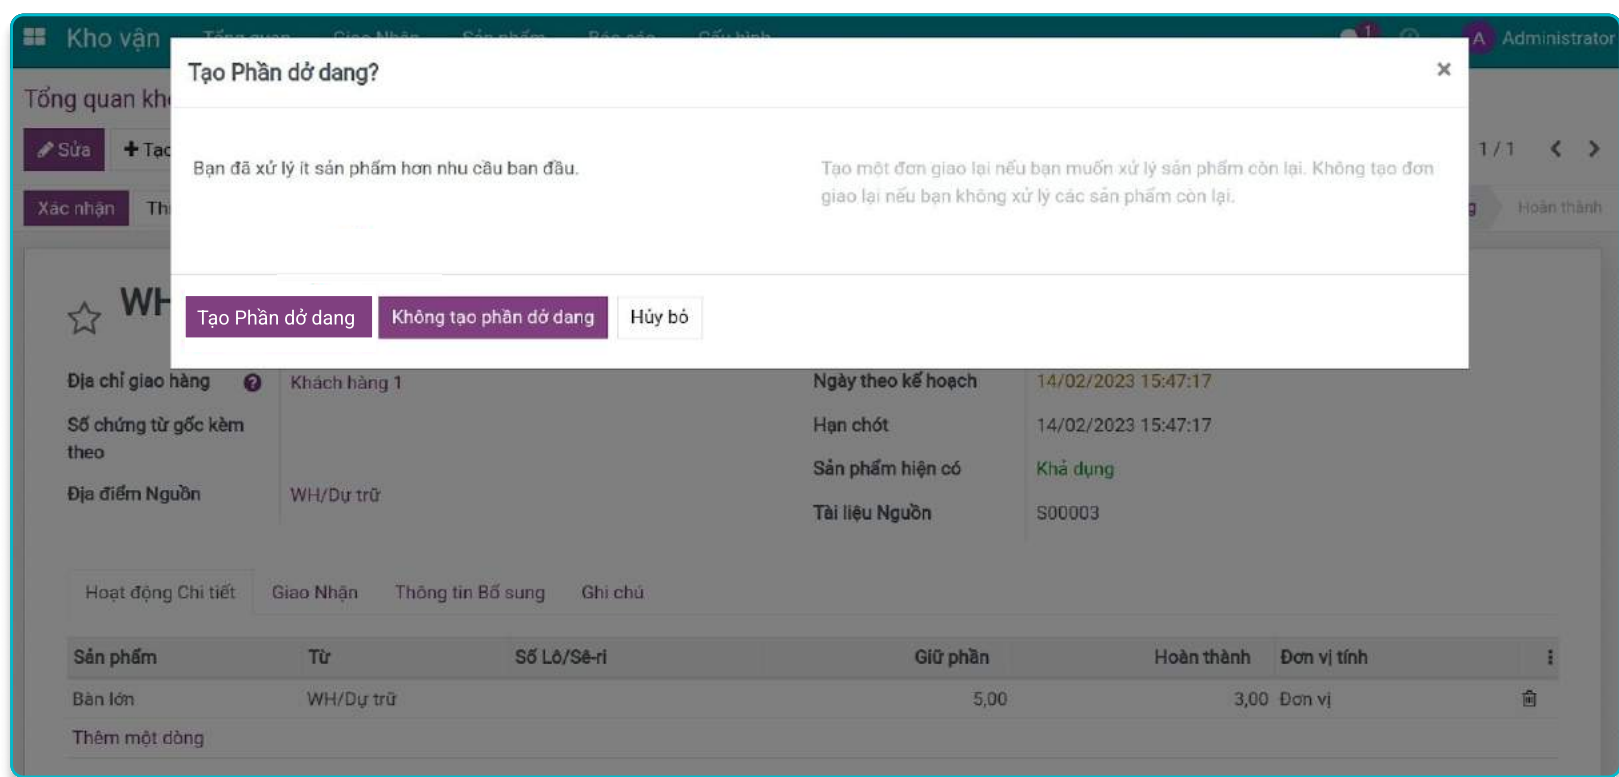 Kho vận
1
A Administrator
Tạo Phần dở dang?
×
Tổng quan kh
Sửa
Tạo
1 / 1
Bạn đã xử lý ít sản phẩm hơn nhu cầu ban đầu.
Tạo một đơn giao lại nếu bạn muốn xử lý sản phẩm còn lại. Không tạo đơn
giao lại nếu bạn không xử lý các sản phẩm còn lại.
Xác nhận
Th
g
Hoàn thành
WH
Tạo Phần dở dang
Không tạo phần dở dang
Hủy bỏ
Địa chỉ giao hàng
Khách hàng 1
Ngày theo kế hoạch
14/02/2023 15:47:17
Số chứng từ gốc kèm
theo
Hạn chót
14/02/2023 15:47:17
Sản phẩm hiện có
Khả dụng
Địa điểm Nguồn
WH/Dự trữ
Tài liệu Nguồn
S00003
Hoạt động Chi tiết
Giao Nhận
Thông tin Bổ sung
Ghi chú
Sản phẩm
Từ
Số Lô/Sê-ri
Giữ phần
Hoàn thành
Đơn vị tính
Bàn lớn
WH/Dự trữ
5,00
3,00
Đơn vị
Thêm một dòng